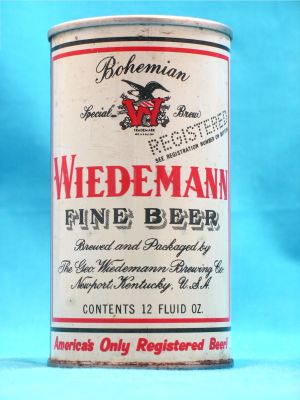 Bohemian
Special Brew
W
TRADEMARK
REGISTERED
SEE REGISTRATION NUMBER ON BOTTOM
WIEDEMANN
FINE BEER
Brewed and Packaged by
The Geo. Wiedemann Brewing Co.
Newport, Kentucky, U.S.A.
CONTENTS 12 FLUID OZ.
America's Only Registered Beer!